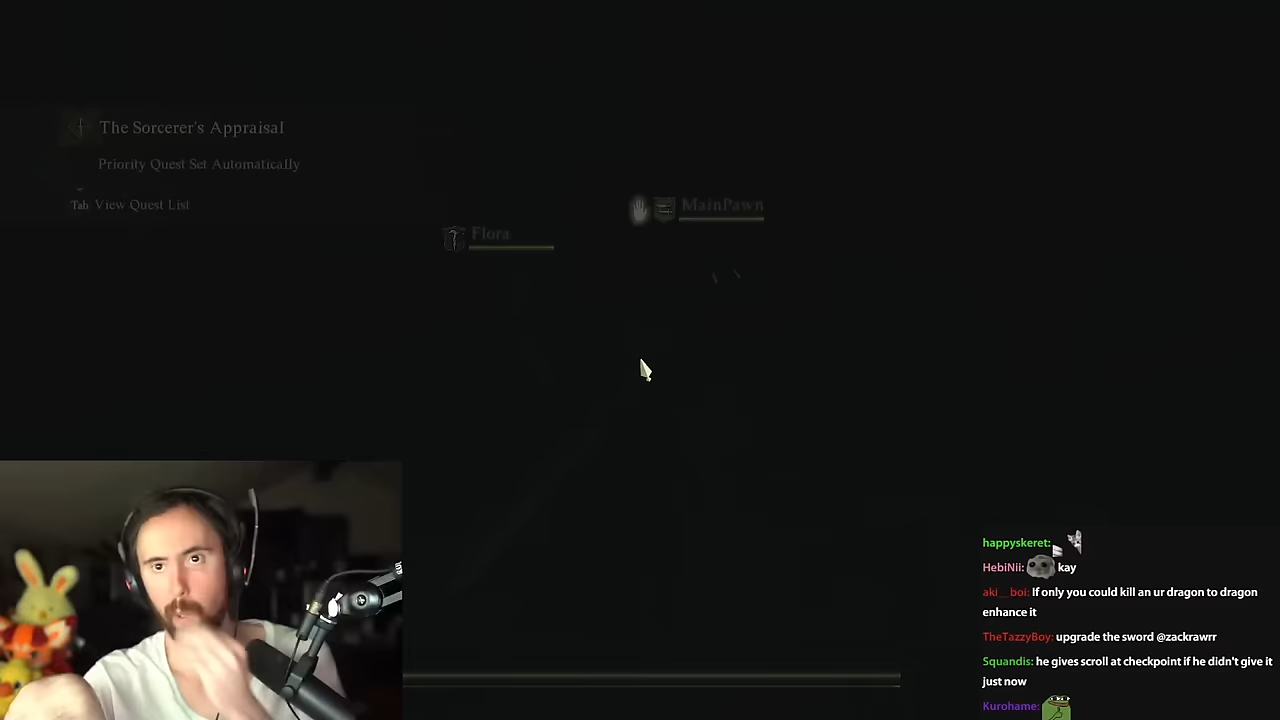 The Sorcerer's Appraisal
Priority Quest Set Automatically
Tab View Quest List
MainPawn
Flora
happyskeret:
HebiNii: kay
aki__boi: If only you could kill an ur dragon to dragon
enhance it
TheTazzyBoy: upgrade the sword @zackrawrr
Squandis: he gives scroll at checkpoint if he didn't give it
just now
Kurohame: